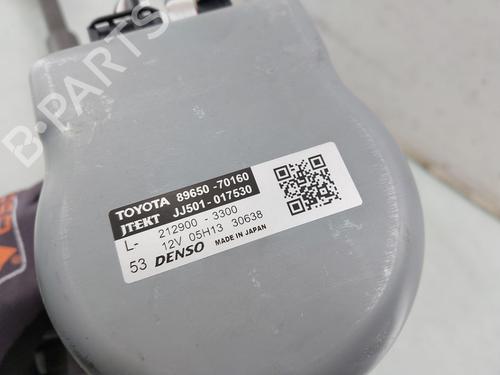 TOYOTA 89650-70160
JTEKT JJ501-017530
L- 212900-3300
12V 05H13 30638
53 DENSO MADE IN JAPAN
B-PARTS